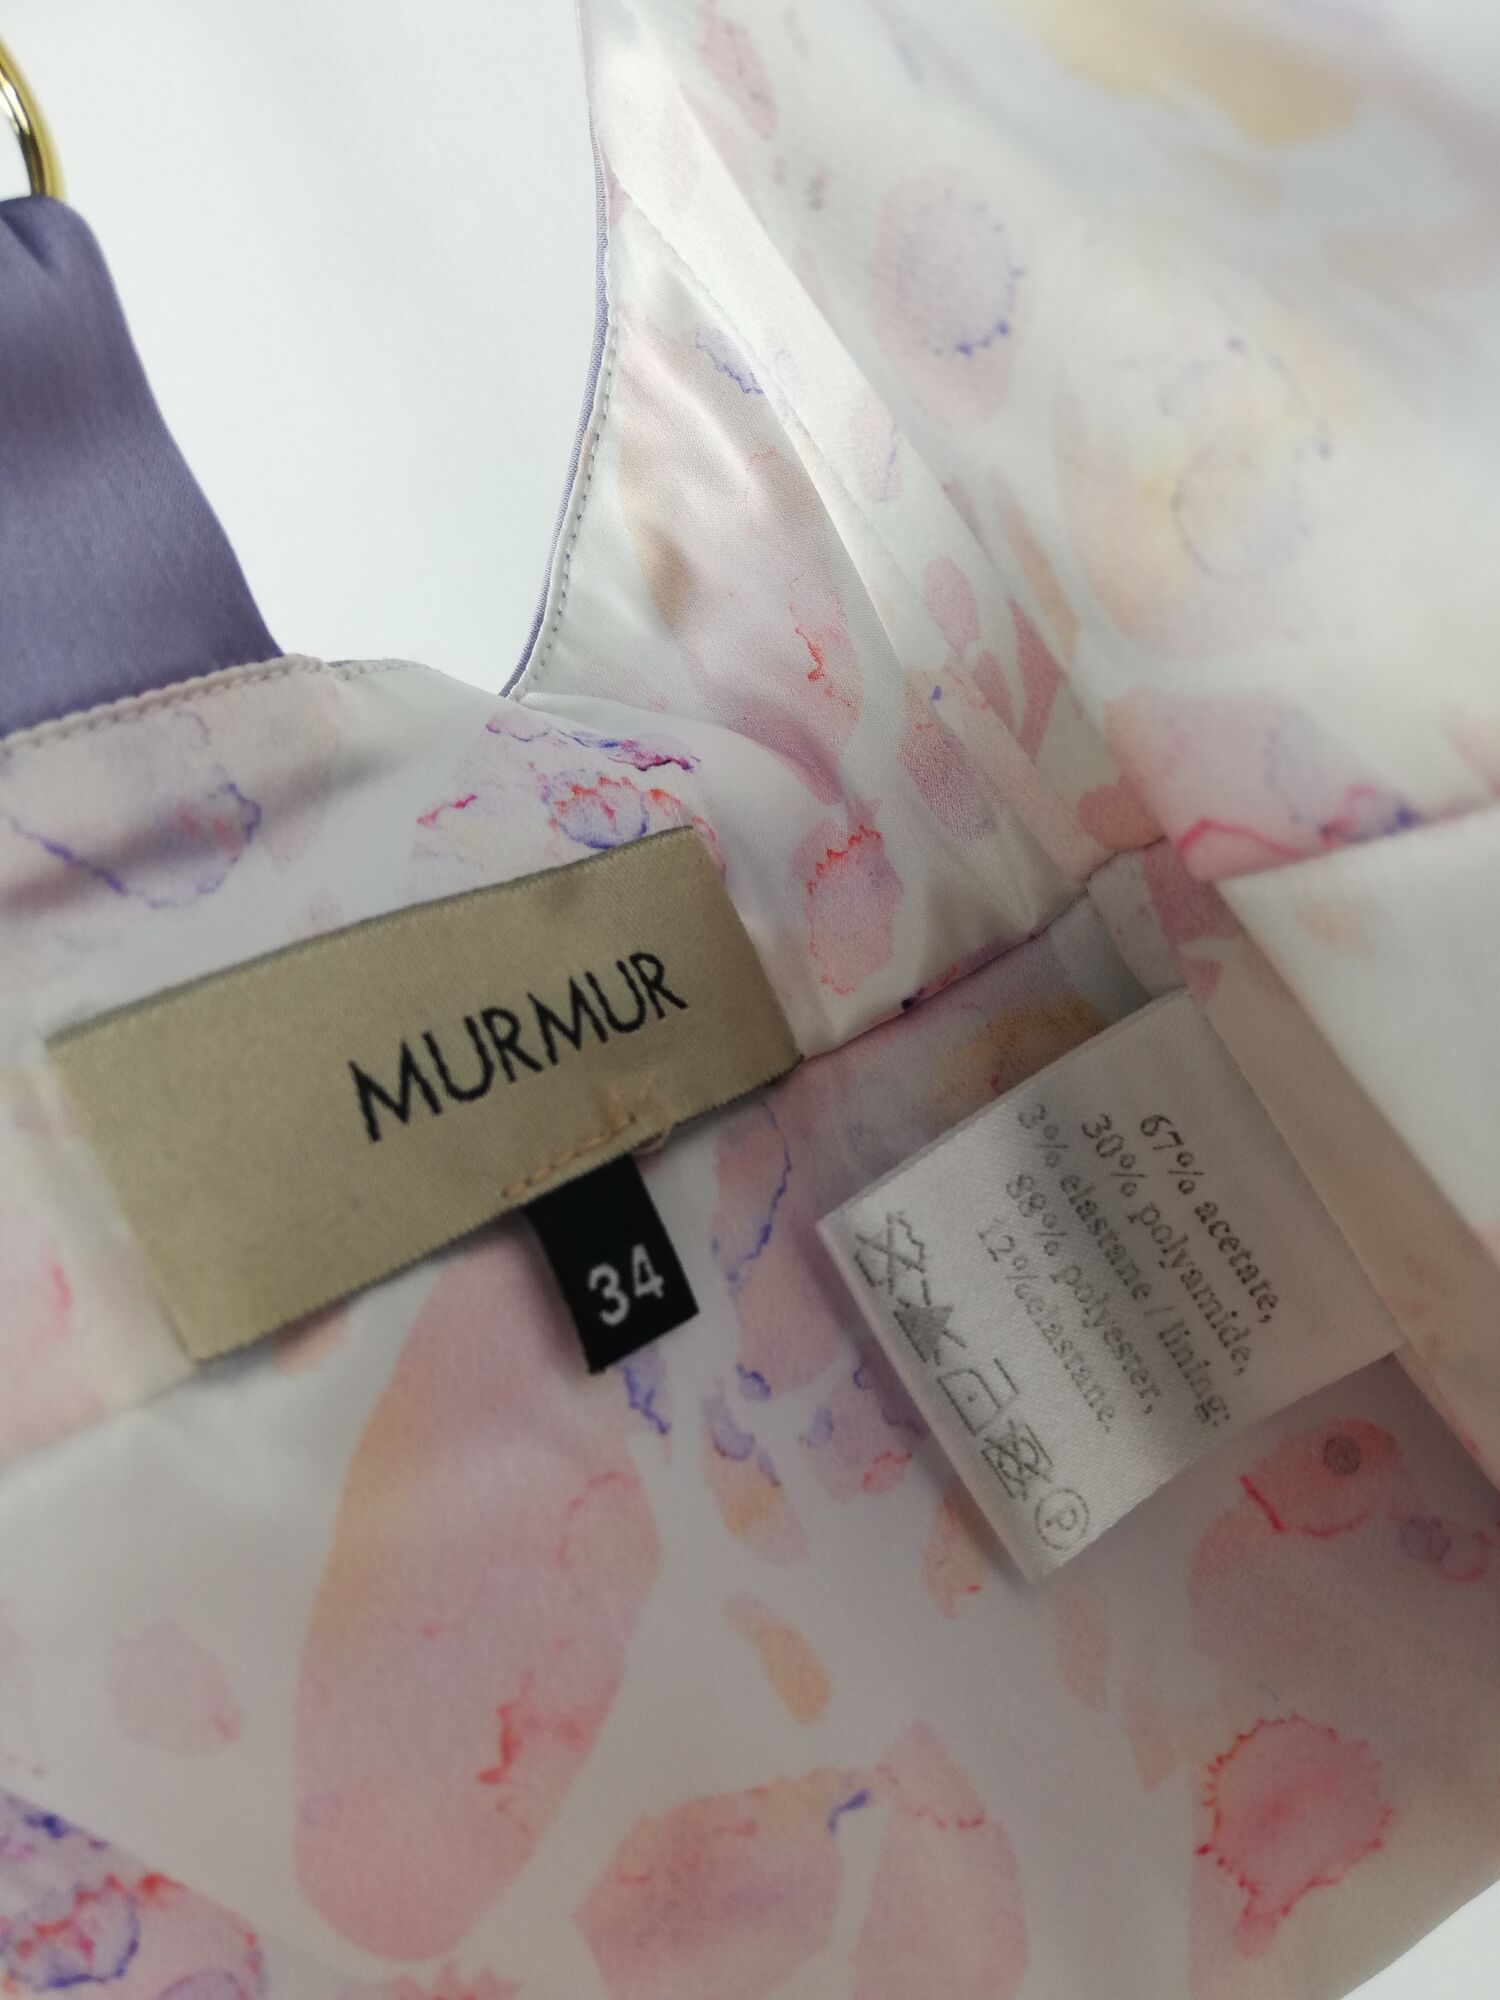 MURMUR
34
67% acetate,
30% polyamide,
3% elastane / lining:
88% polyester,
12% elastane.
P